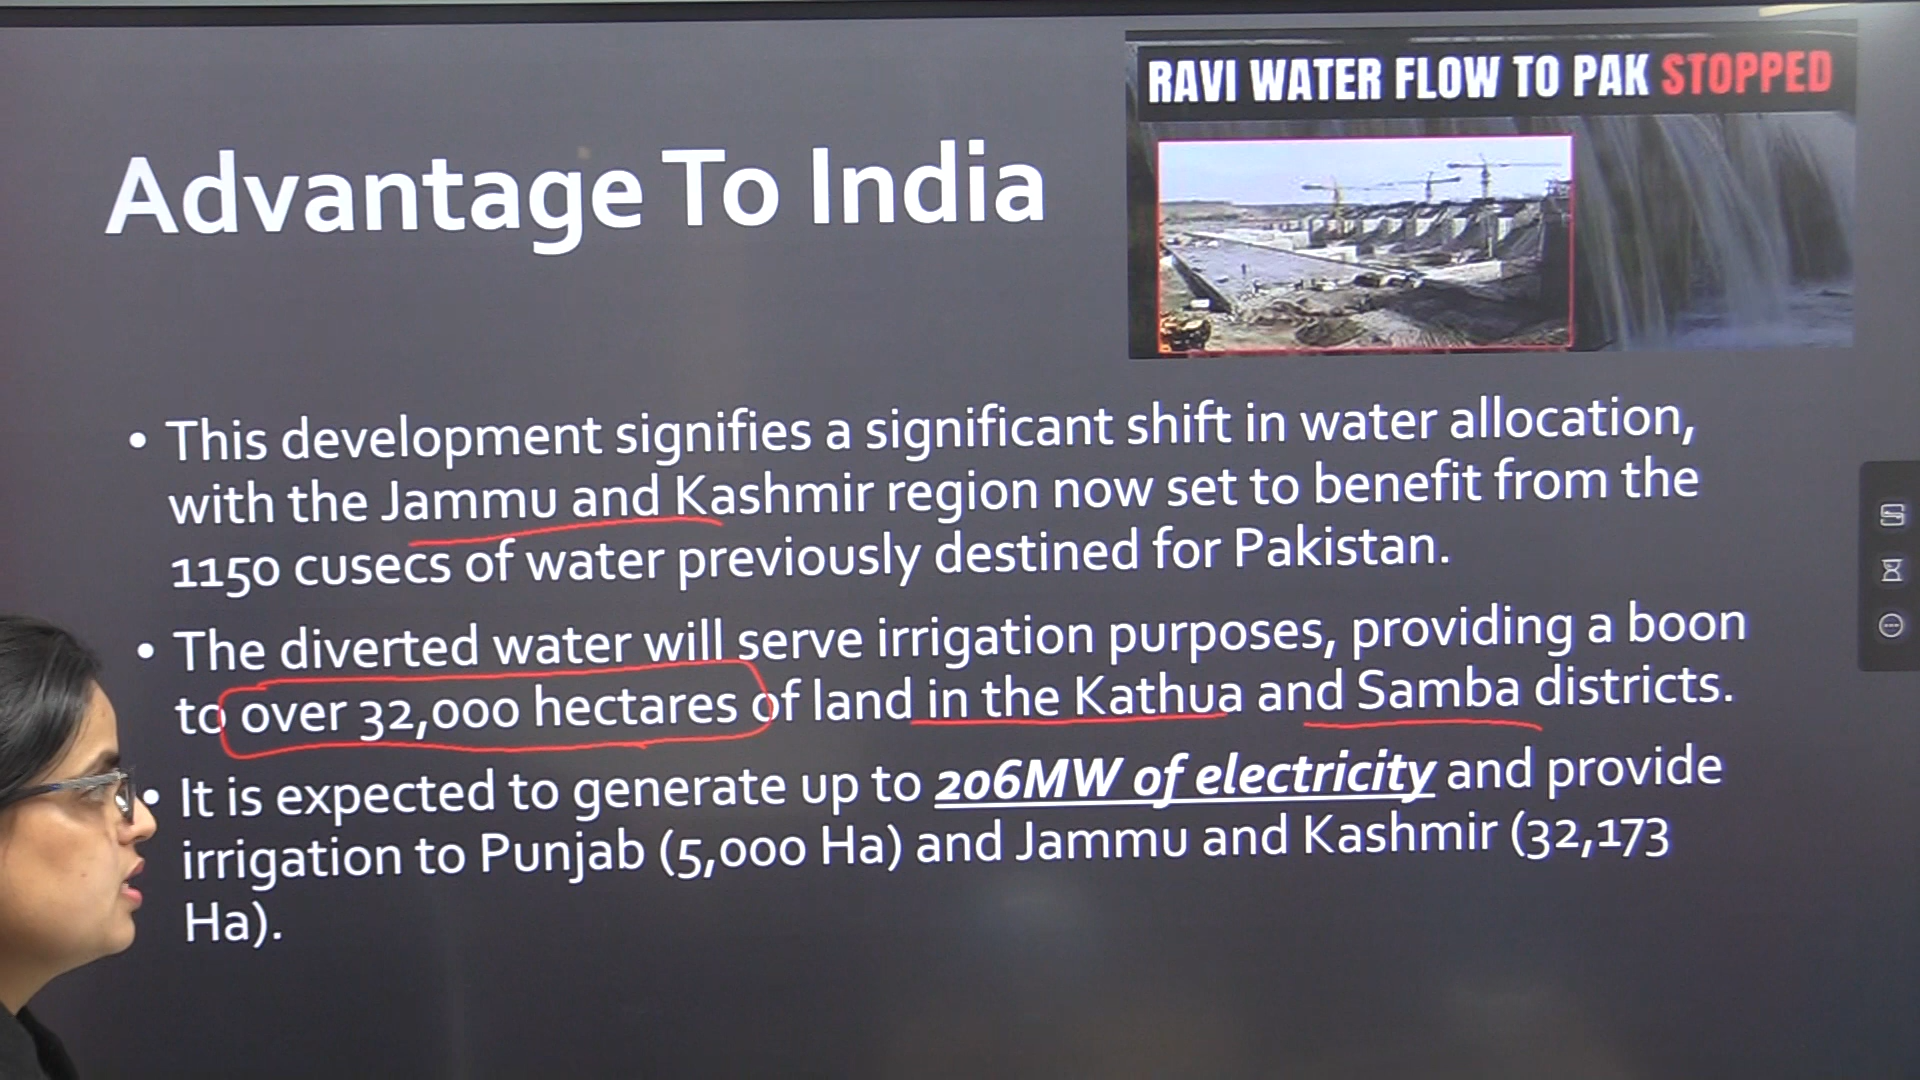 RAVI WATER FLOW TO PAK STOPPED
Advantage To India
• This development signifies a significant shift in water allocation,
with the Jammu and Kashmir region now set to benefit from the
1150 cusecs of water previously destined for Pakistan.
• The diverted water will serve irrigation purposes, providing a boon
to over 32,000 hectares of land in the Kathua and Samba districts.
• It is expected to generate up to 206MW of electricity and provide
irrigation to Punjab (5,000 Ha) and Jammu and Kashmir (32,173
Ha).